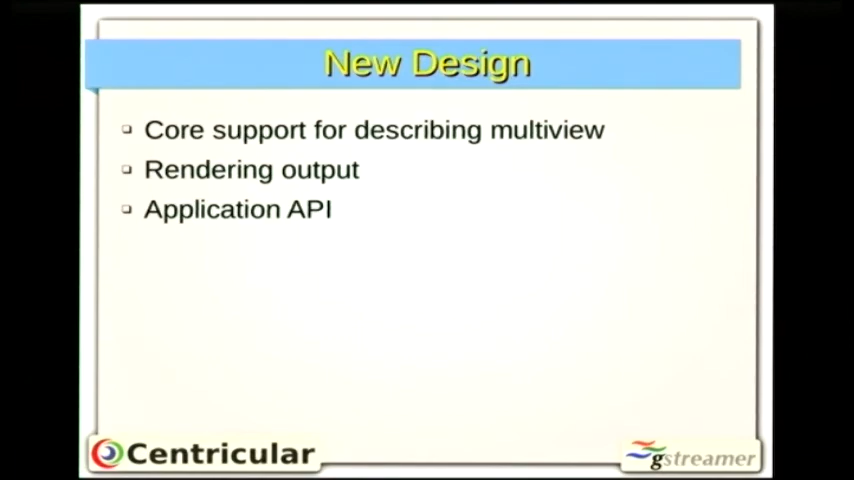 New Design
Core support for describing multiview
Rendering output
Application API
Centricular
gstreamer